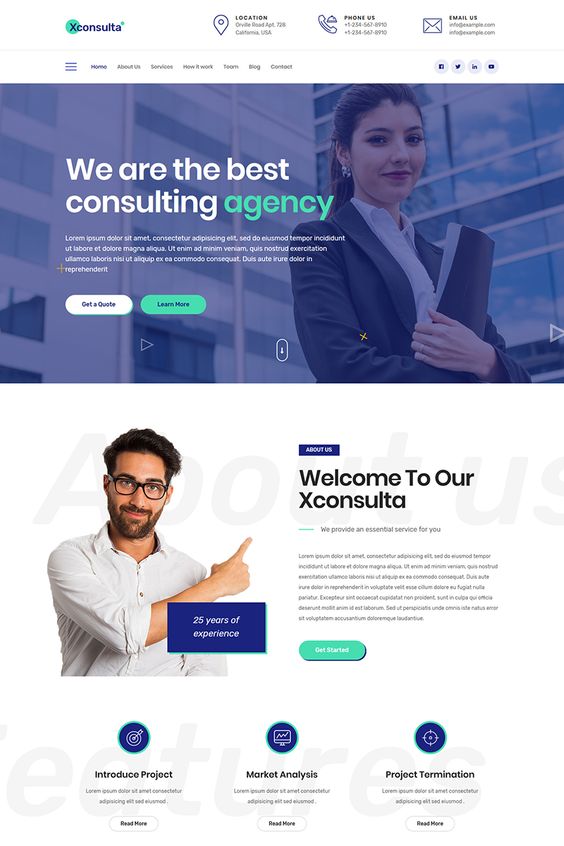 Xconsulta
LOCATION
Orville Road Apt. 728
California, USA
PHONE US
+1-234-567-8910
+1-234-567-8910
EMAIL US
info@example.com
info@example.com
Home About Us Services How it work Team Blog Contact
We are the best
consulting agency
Lorem ipsum dolor sit amet, consectetur adipisicing elit, sed do eiusmod tempor incididunt
ut labore et dolore magna aliqua. Ut enim ad minim veniam, quis nostrud exercitation
ullamco laboris nisi ut aliquip ex ea commodo consequat. Duis aute irure dolor in
reprehenderit
Get a Quote Learn More
About us
25 years of
experience
ABOUT US
Welcome To Our
Xconsulta
We provide an essential service for you
Lorem ipsum dolor sit amet, consectetur adipisicing elit, sed do eiusmod tempor
incididunt ut labore et dolore magna aliqua. Ut enim ad minim veniam, quis nostrud
exercitation ullamco laboris nisi ut aliquip ex ea commodo consequat. Duis aute
irure dolor in reprehenderit in voluptate velit esse cillum dolore eu fugiat nulla
pariatur. Excepteur sint occaecat cupidatat non proident, sunt in culpa qui officia
deserunt mollit anim id est laborum. Sed ut perspiciatis unde omnis iste natus error
sit voluptatem accusantium doloremque laudantiue.
Get Started
Features
Introduce Project
Lorem ipsum dolor sit amet consectetur
adipisicing elit sed eiusmod .
Read More
Market Analysis
Lorem ipsum dolor sit amet consectetur
adipisicing elit sed eiusmod .
Read More
Project Termination
Lorem ipsum dolor sit amet consectetur
adipisicing elit sed eiusmod .
Read More